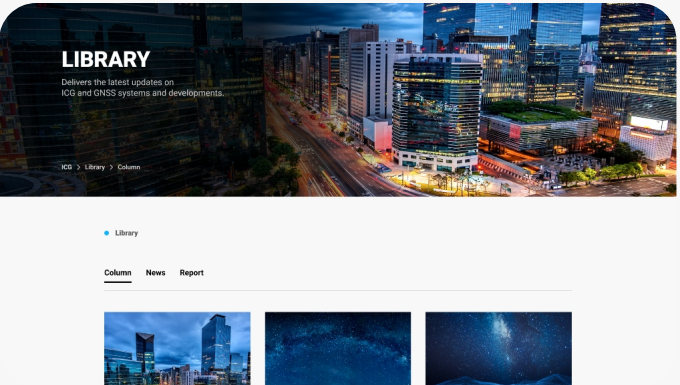 LIBRARY
Delivers the latest updates on
ICG and GNSS systems and developments.
ICG > Library > Column
Library
Column News Report